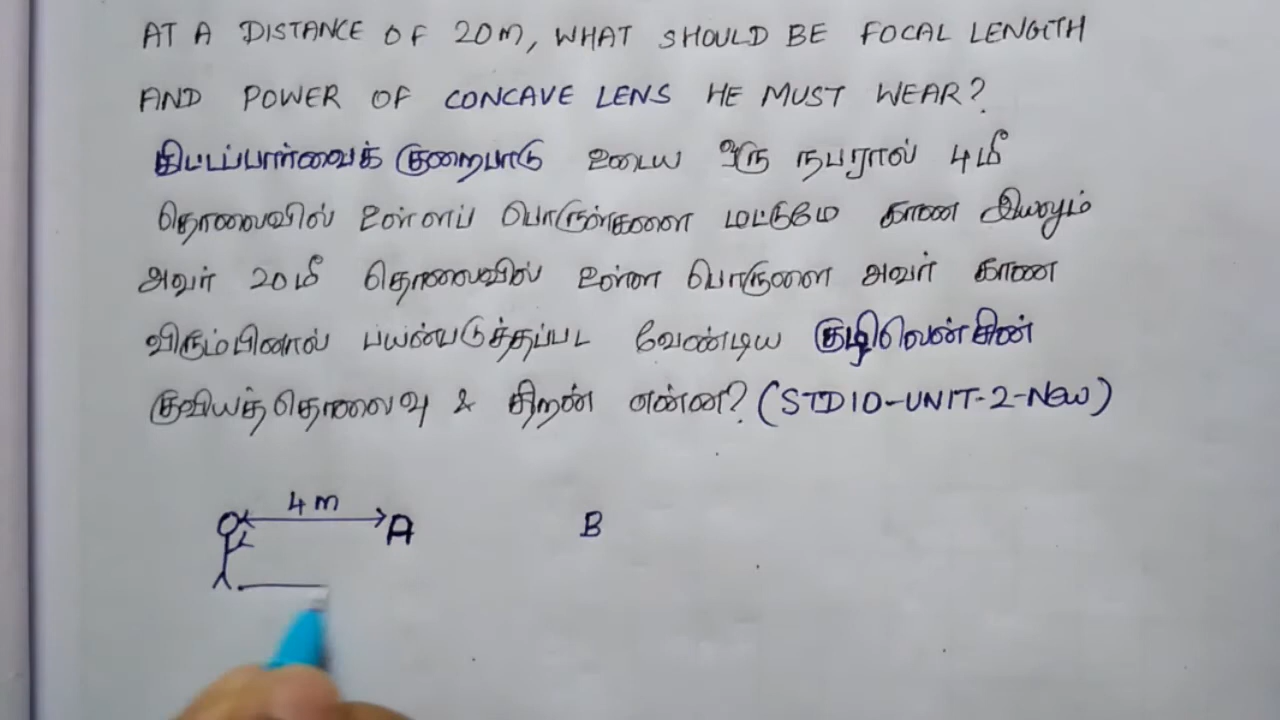 AT A DISTANCE OF 20m, WHAT SHOULD BE FOCAL LENGTH
AND POWER OF CONCAVE LENS HE MUST WEAR?
கிட்டப்பார்வைக் குறைபாடு உடைய ஒரு நபரால் 4மீ
தொலைவில் உள்ளப் பொருள்களை மட்டுமே காண இயலும்
அவர் 20மீ தொலைவில் உள்ள பொருளை அவர் காண
விரும்பினால் பயன்படுத்தப்பட வேண்டிய குழிலென்சின்
குவியத்தொலைவு & திறன் என்ன? (STD10-UNIT-2-New)
4m
A B